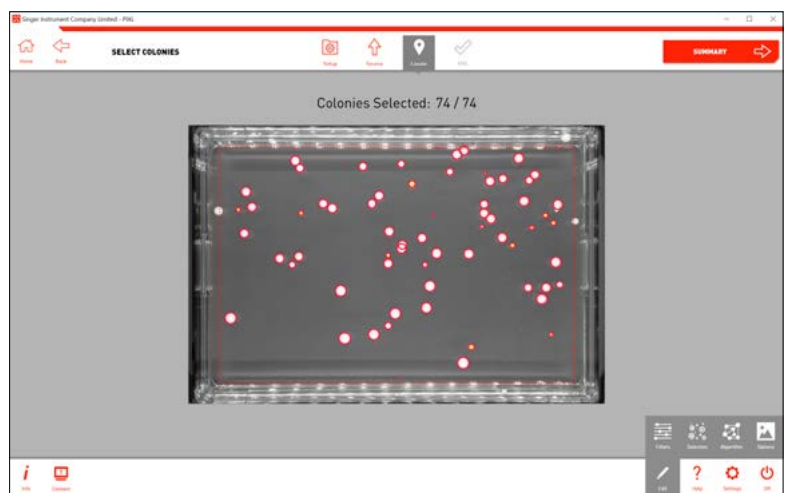 Singer Instrument Company Limited - PIXL
Home
Back
SELECT COLONIES
Setup
Source
Locate
SUMMARY
Colonies Selected: 74 / 74
Filters
Selection
Algorithm
Options
Info
Connect
Edit
? Help
Settings
Off